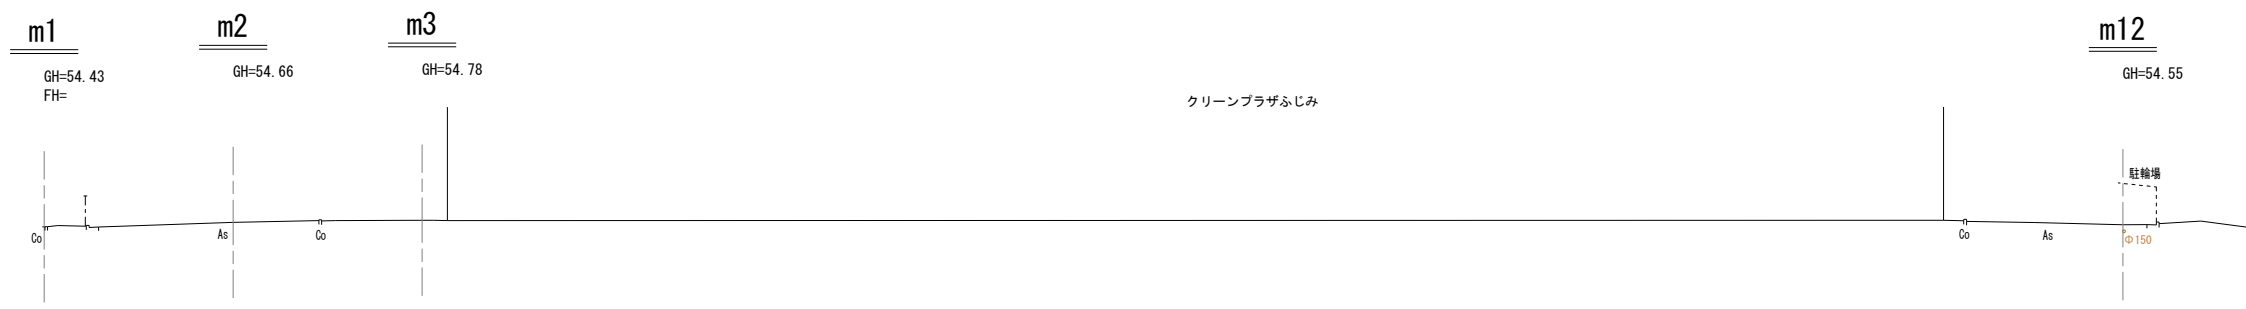 m1
GH=54.43
FH=
m2
GH=54.66
m3
GH=54.78
クリーンプラザふじみ
m12
GH=54.55
駐輪場
Co
As
Co
Co
As
Φ150